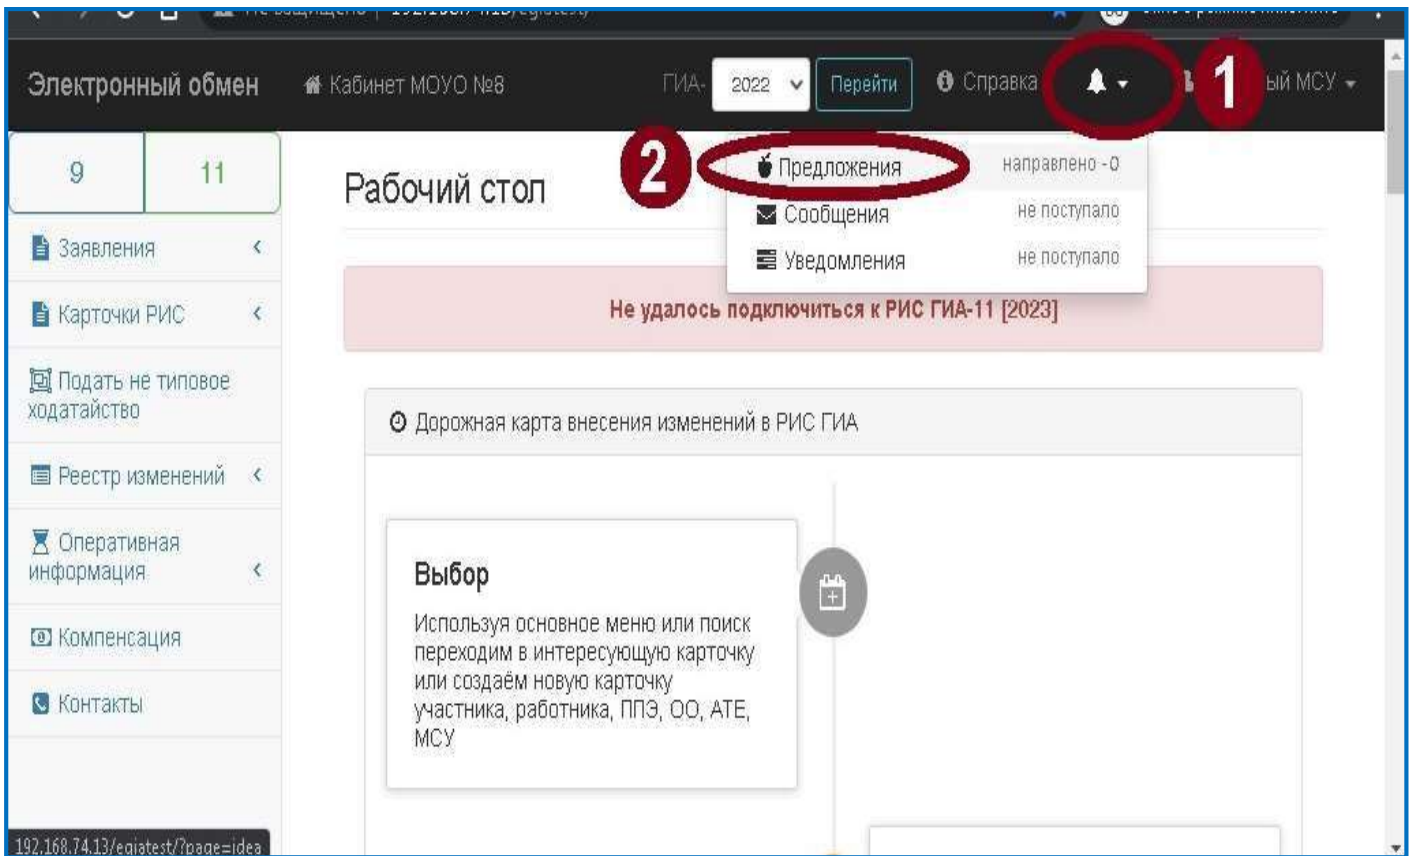 Электронный обмен
Кабинет МОУО №8
ГИА- 2022 Перейти
Справка
1
ый МСУ
9 11
Заявления
Карточки РИС
Подать не типовое
ходатайство
Реестр изменений
Оперативная
информация
Компенсация
Контакты
Рабочий стол
2
Предложения направлено - 0
Сообщения не поступало
Уведомления не поступало
Не удалось подключиться к РИС ГИА-11 [2023]
Дорожная карта внесения изменений в РИС ГИА
Выбор
Используя основное меню или поиск
переходим в интересующую карточку
или создаём новую карточку
участника, работника, ППЭ, ОО, АТЕ,
МСУ
192.168.74.13/egiatest/?page=idea